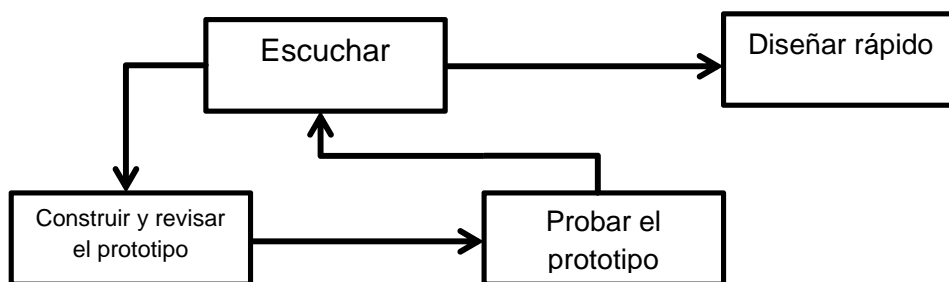 Escuchar
Diseñar rápido
Construir y revisar
el prototipo
Probar el
prototipo